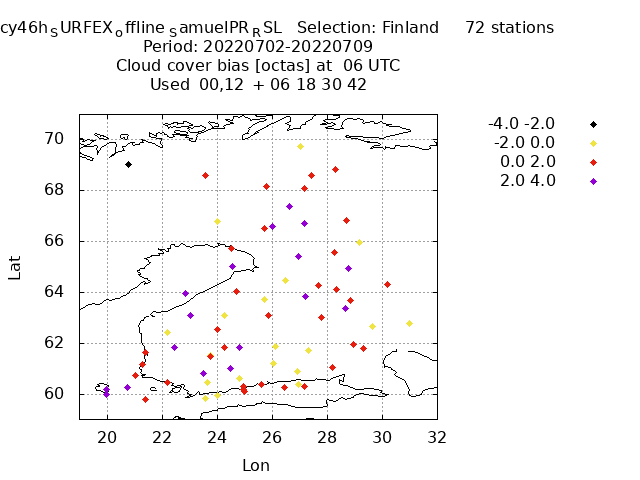 cy46h_SURFEX_offline_SamuelPR_RSL Selection: Finland 72 stations
Period: 20220702-20220709
Cloud cover bias [octas] at 06 UTC
Used 00,12 + 06 18 30 42
-4.0 -2.0
-2.0 0.0
0.0 2.0
2.0 4.0
Lat
70
68
66
64
62
60
20 22 24 26 28 30 32
Lon